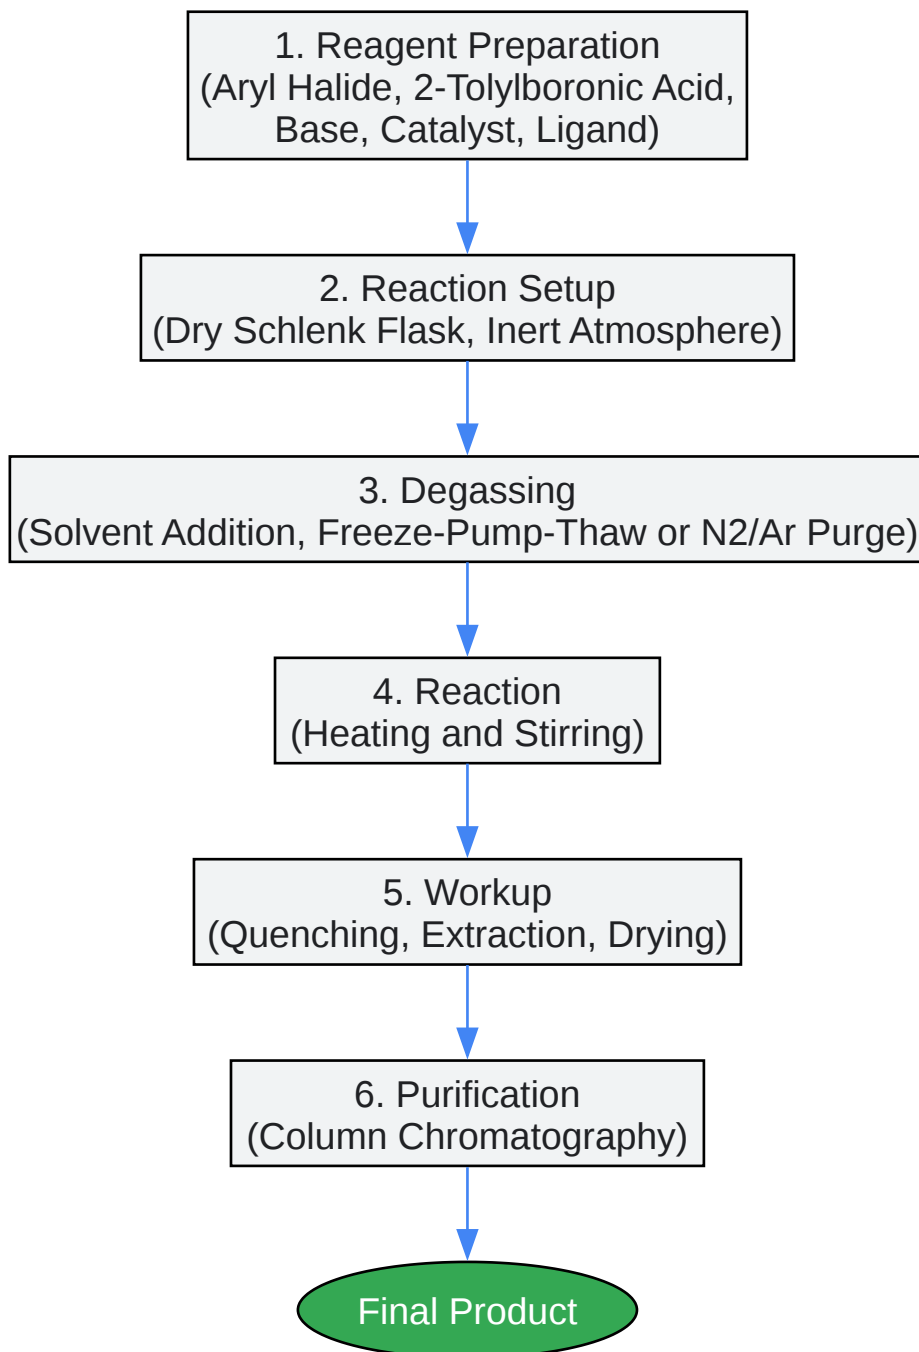 1. Reagent Preparation
(Aryl Halide, 2-Tolylboronic Acid,
Base, Catalyst, Ligand)
2. Reaction Setup
(Dry Schlenk Flask, Inert Atmosphere)
3. Degassing
(Solvent Addition, Freeze-Pump-Thaw or N2/Ar Purge)
4. Reaction
(Heating and Stirring)
5. Workup
(Quenching, Extraction, Drying)
6. Purification
(Column Chromatography)
Final Product